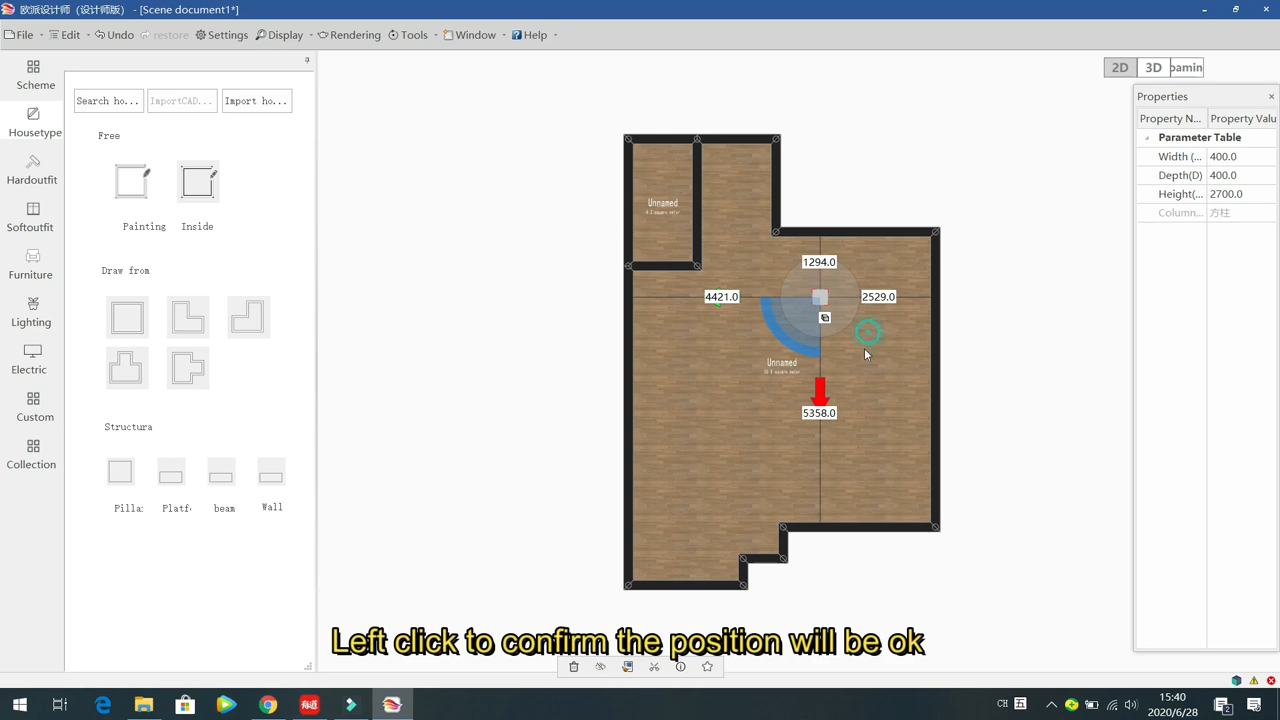 欧派设计师（设计师版） - [Scene document1*]
File Edit Undo restore Settings Display Rendering Tools Window Help
Scheme
Housetype
Hardoutfit
Softoutfit
Furniture
Lighting
Electric
Custom
Collection
Search ho... ImportCAD... Import ho...
Free
Painting Inside
Draw from
Structura
Pilla: Platf beam Wall
Unnamed
Unnamed
1294.0
4421.0
2529.0
5358.0
2D 3D oamin
Properties
Property N... Property Valu
Parameter Table
Width (... 400.0
Depth(D) 400.0
Height(... 2700.0
Column... 方柱
Left click to confirm the position will be ok
CH 五
15:40
2020/6/28
2